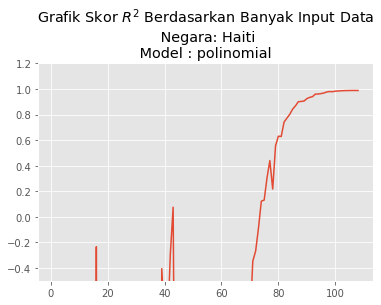 Grafik Skor $R^2$ Berdasarkan Banyak Input Data
Negara: Haiti
Model : polinomial
1.2
1.0
0.8
0.6
0.4
0.2
0.0
−0.2
−0.4
0 20 40 60 80 100